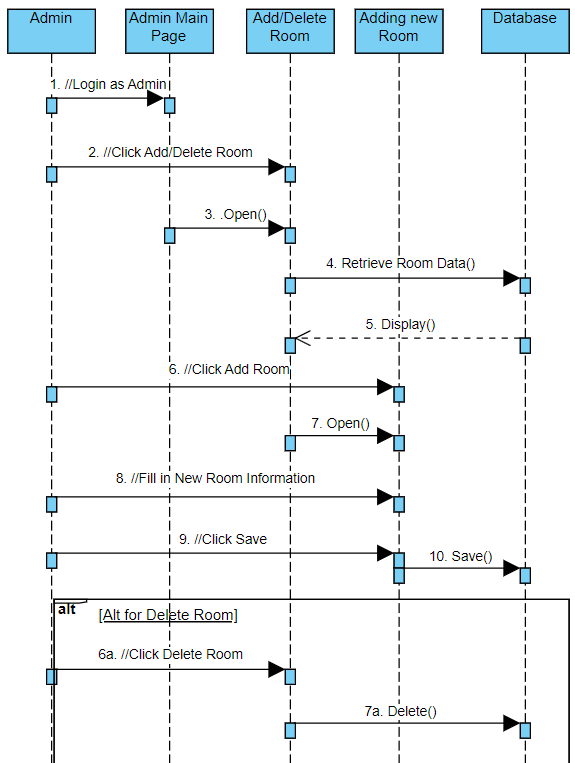 Admin
Admin Main
Page
Add/Delete
Room
Adding new
Room
Database
1. //Login as Admin
2. //Click Add/Delete Room
3. .Open()
4. Retrieve Room Data()
5. Display()
6. //Click Add Room
7. Open()
8. //Fill in New Room Information
9. //Click Save
10. Save()
alt
[Alt for Delete Room]
6a. //Click Delete Room
7a. Delete()